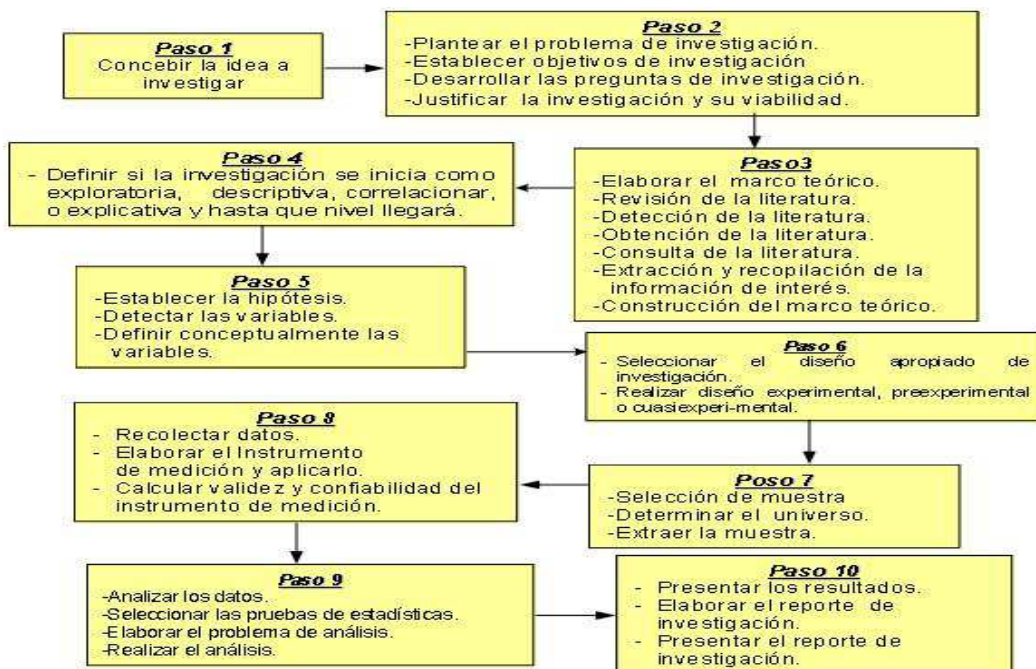 Paso 1
Concebir la idea a
investigar
Paso 2
-Plantear el problema de investigación.
-Establecer objetivos de investigación
-Desarrollar las preguntas de investigación.
-Justificar la investigación y su viabilidad.
Paso3
-Elaborar el marco teórico.
-Revisión de la literatura.
-Detección de la literatura.
-Obtención de la literatura.
-Consulta de la literatura.
-Extracción y recopilación de la
información de interés.
-Construcción del marco teórico.
Paso 4
- Definir si la investigación se inicia como
exploratoria, descriptiva, correlacionar,
o explicativa y hasta que nivel llegará.
Paso 5
-Establecer la hipótesis.
-Detectar las variables.
-Definir conceptualmente las
variables.
Paso 6
- Seleccionar el diseño apropiado de
investigación.
- Realizar diseño experimental, preexperimental
o cuasiexperi-mental.
Poso 7
-Selección de muestra
-Determinar el universo.
-Extraer la muestra.
Paso 8
- Recolectar datos.
- Elaborar el Instrumento
de medición y aplicarlo.
- Calcular validez y confiabilidad del
instrumento de medición.
Paso 9
-Analizar los datos.
-Seleccionar las pruebas de estadísticas.
-Elaborar el problema de análisis.
-Realizar el análisis.
Paso 10
- Presentar los resultados.
- Elaborar el reporte de
investigación.
- Presentar el reporte de
investigación.